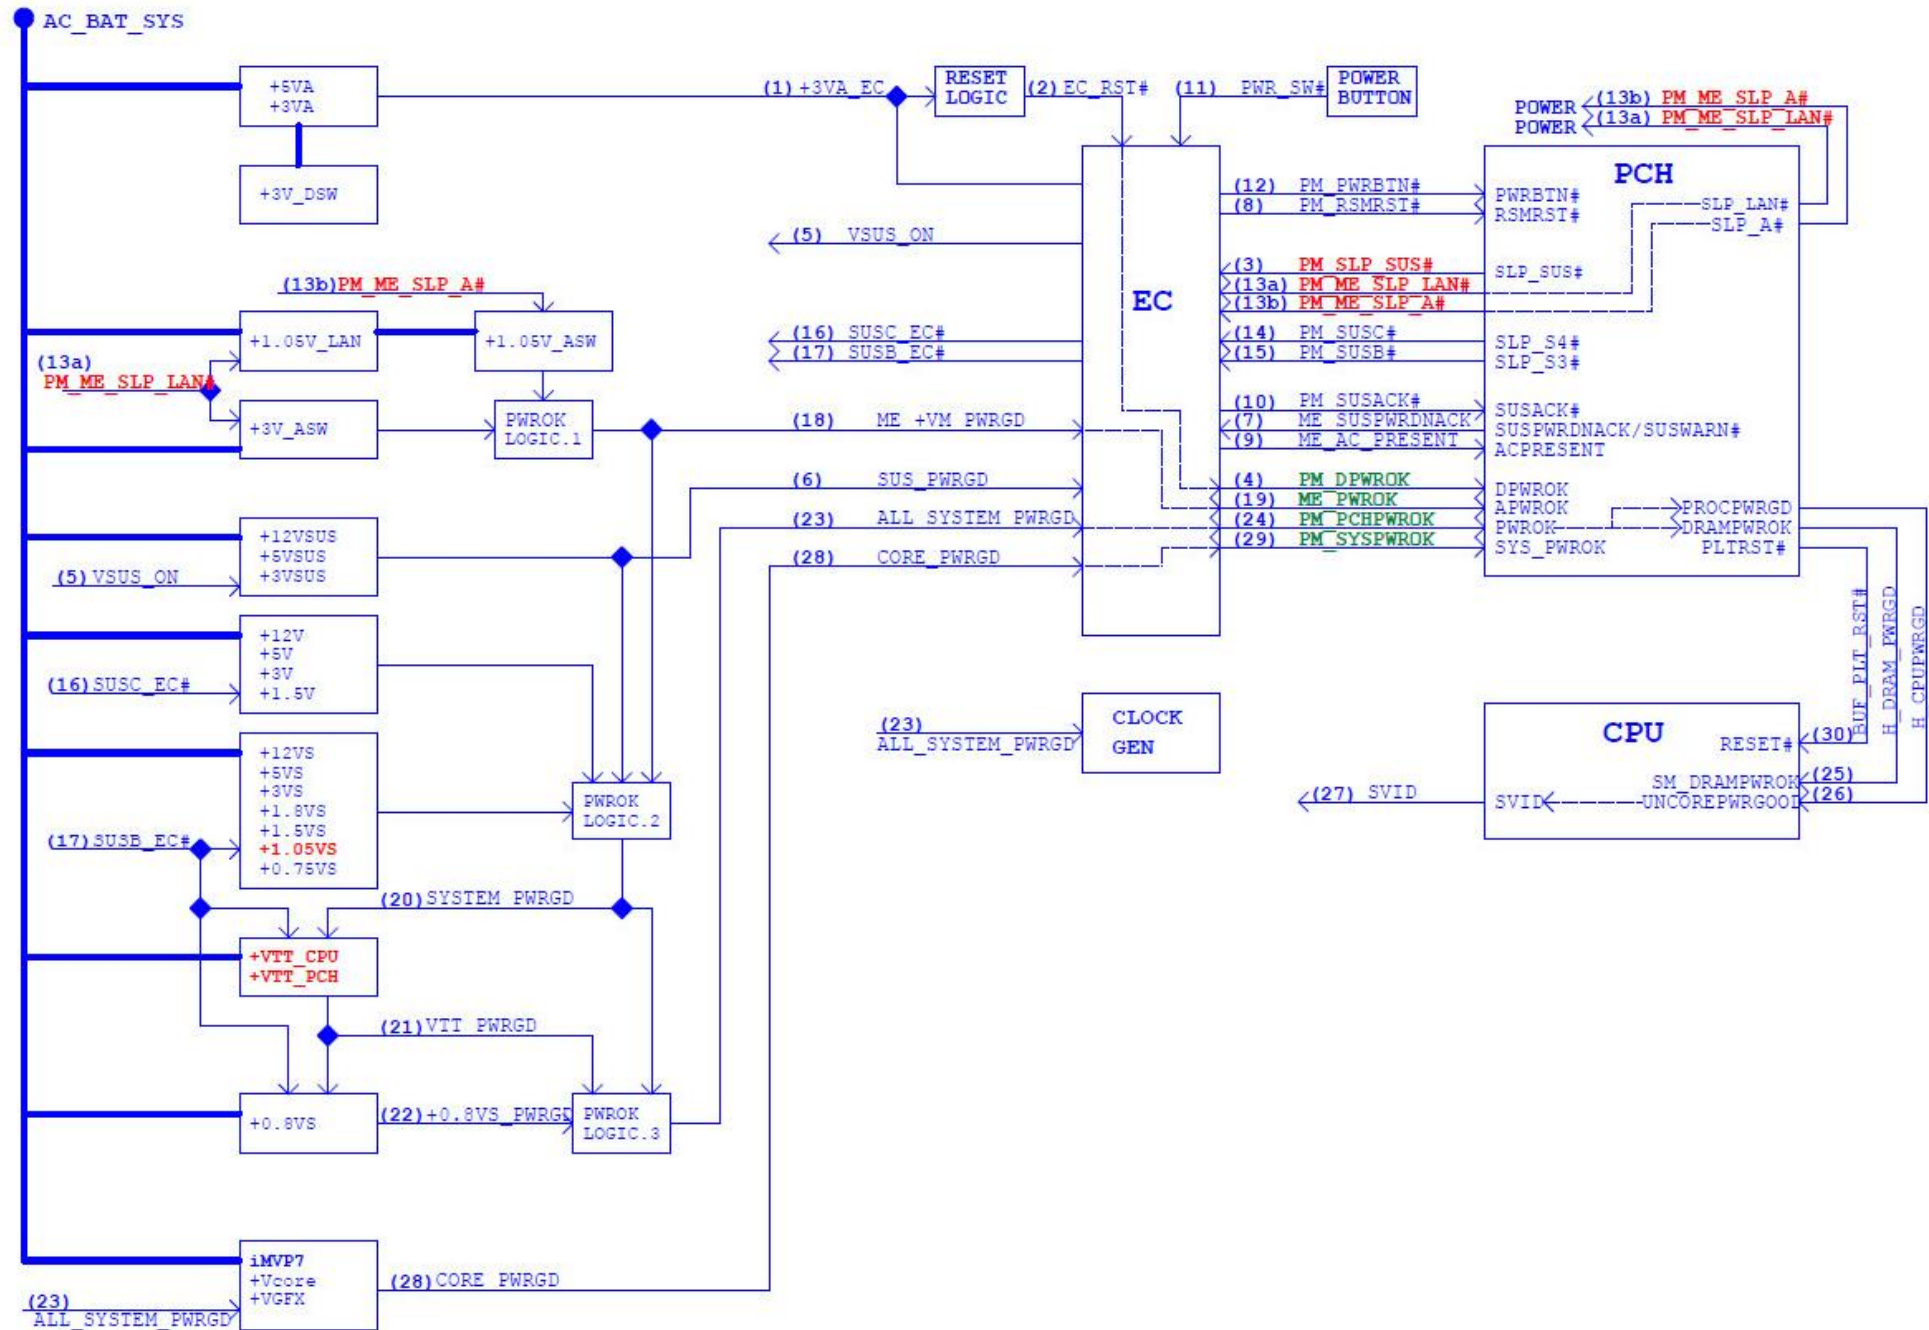 AC_BAT_SYS
+5VA
+3VA
(1) +3VA_EC
RESET
LOGIC
(2) EC_RST#
(11) PWR_SW#
POWER
BUTTON
POWER
(13b) PM_ME_SLP_A#
POWER
(13a) PM_ME_SLP_LAN#
+3V_DSW
PCH
(12) PM_PWRBTN#
PWRBTN#
(8) PM_RSMRST#
RSMRST#
SLP_LAN#
SLP_A#
(5) VSUS_ON
EC
(3) PM_SLP_SUS#
SLP_SUS#
(13a) PM_ME_SLP_LAN#
(13b) PM_ME_SLP_A#
(13b) PM_ME_SLP_A#
+1.05V_LAN
+1.05V_ASW
(16) SUSC_EC#
(17) SUSB_EC#
(14) PM_SUSC#
SLP_S4#
(15) PM_SUSB#
SLP_S3#
(13a)
PM_ME_SLP_LAN#
+3V_ASW
PWROK
LOGIC.1
(18) ME_+VM_PWRGD
(10) PM_SUSACK#
SUSACK#
(7) ME_SUSPWRDNACK
SUSPWRDNACK/SUSWARN#
(9) ME_AC_PRESENT
ACPRESENT
(6) SUS_PWRGD
(4) PM_DPWROK
DPWROK
(19) ME_PWROK
APWROK
PROCPWRGD
(23) ALL_SYSTEM_PWRGD
(24) PM_PCHPWROK
PWROK
DRAMPWROK
(29) PM_SYSPWROK
SYS_PWROK
PLTRST#
(28) CORE_PWRGD
+12VSUS
+5VSUS
+3VSUS
(5) VSUS_ON
+12V
+5V
+3V
+1.5V
(16) SUSC_EC#
BUF_PLT_RST#
H_DRAM_PWRGD
H_CPUPWRGD
(23)
ALL_SYSTEM_PWRGD
CLOCK
GEN
CPU
RESET#
(30)
SM_DRAMPWROK
(25)
(27) SVID
SVID
UNCOREPWRGOOD
(26)
+12VS
+5VS
+3VS
+1.8VS
+1.5VS
+1.05VS
+0.75VS
(17) SUSB_EC#
PWROK
LOGIC.2
(20) SYSTEM_PWRGD
+VTT_CPU
+VTT_PCH
(21) VTT_PWRGD
+0.8VS
(22) +0.8VS_PWRGD
PWROK
LOGIC.3
iMVP7
+Vcore
+VGFX
(28) CORE_PWRGD
(23)
ALL_SYSTEM_PWRGD